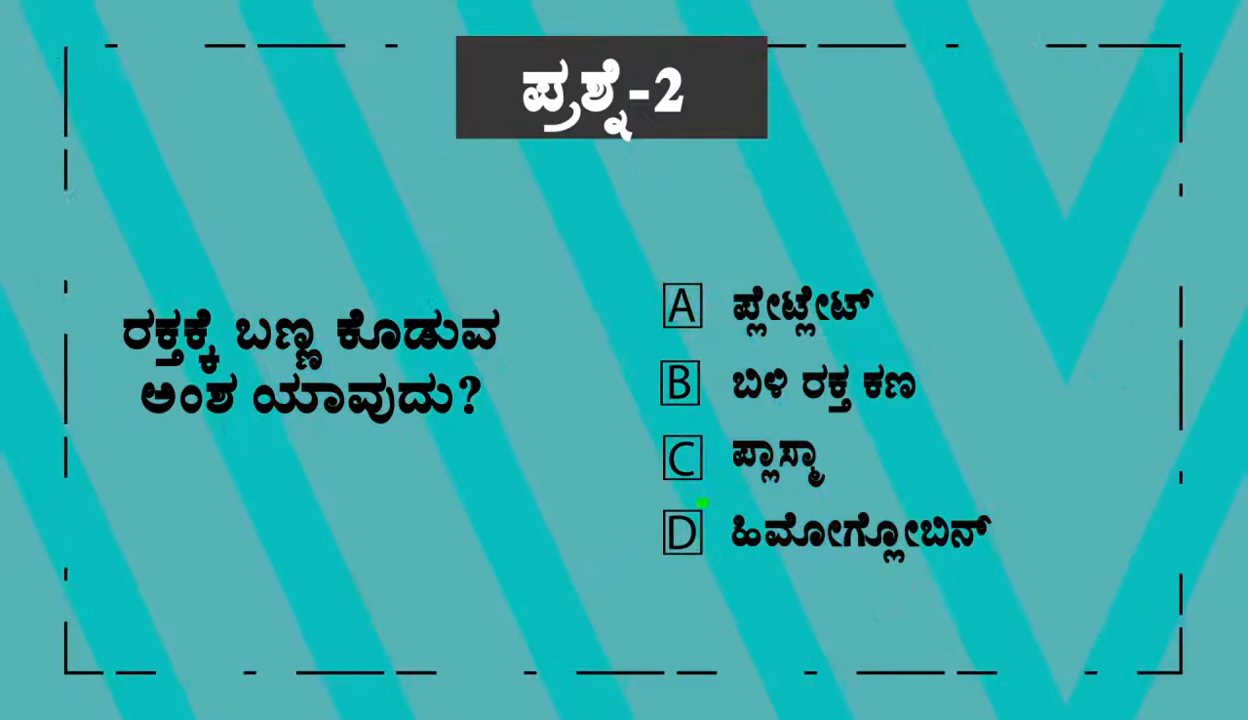 ಪ್ರಶ್ನೆ-2
ರಕ್ತಕ್ಕೆ ಬಣ್ಣ ಕೊಡುವ
ಅಂಶ ಯಾವುದು?
A ಪ್ಲೇಟ್ಲೇಟ್
B ಬಿಳಿ ರಕ್ತ ಕಣ
C ಪ್ಲಾಸ್ಮಾ
D ಹಿಮೋಗ್ಲೋಬಿನ್